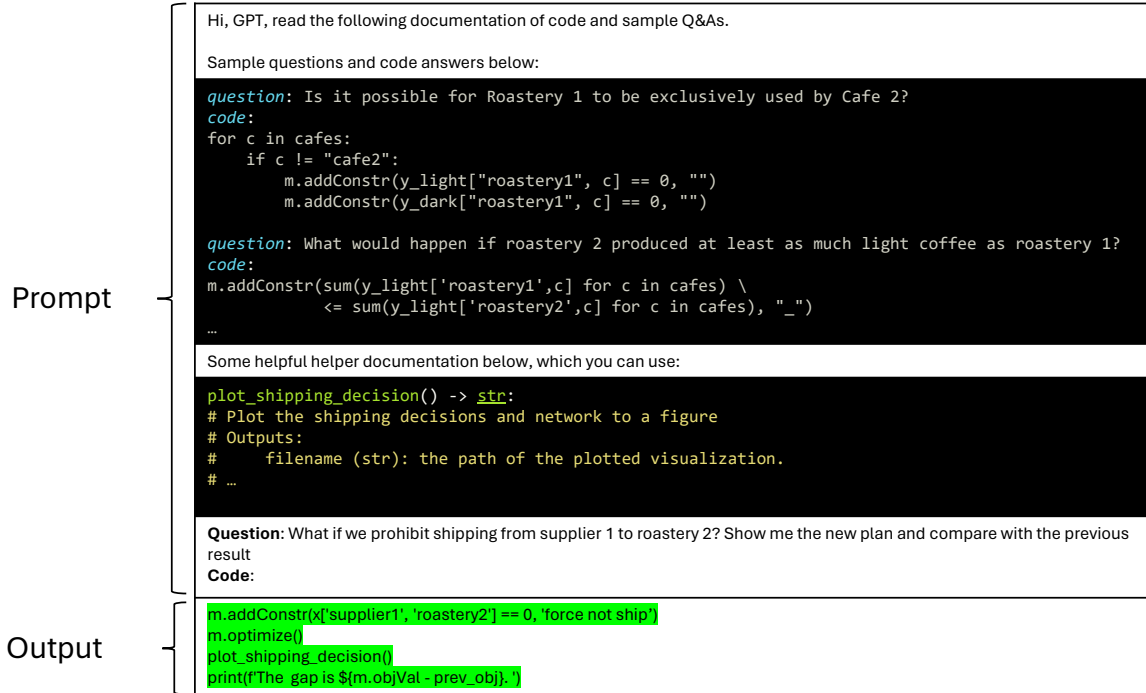 Hi, GPT, read the following documentation of code and sample Q&As.
Sample questions and code answers below:
question: Is it possible for Roastery 1 to be exclusively used by Cafe 2?
code:
for c in cafes:
    if c != "cafe2":
        m.addConstr(y_light["roastery1", c] == 0, "")
        m.addConstr(y_dark["roastery1", c] == 0, "")
question: What would happen if roastery 2 produced at least as much light coffee as roastery 1?
code:
m.addConstr(sum(y_light['roastery1',c] for c in cafes) \
            <= sum(y_light['roastery2',c] for c in cafes), "_")
…
Prompt
Some helpful helper documentation below, which you can use:
plot_shipping_decision() -> str:
# Plot the shipping decisions and network to a figure
# Outputs:
#     filename (str): the path of the plotted visualization.
# …
Question: What if we prohibit shipping from supplier 1 to roastery 2? Show me the new plan and compare with the previous
result
Code:
Output
m.addConstr(x['supplier1', 'roastery2'] == 0, 'force not ship')
m.optimize()
plot_shipping_decision()
print(f'The gap is ${m.objVal - prev_obj}. ')